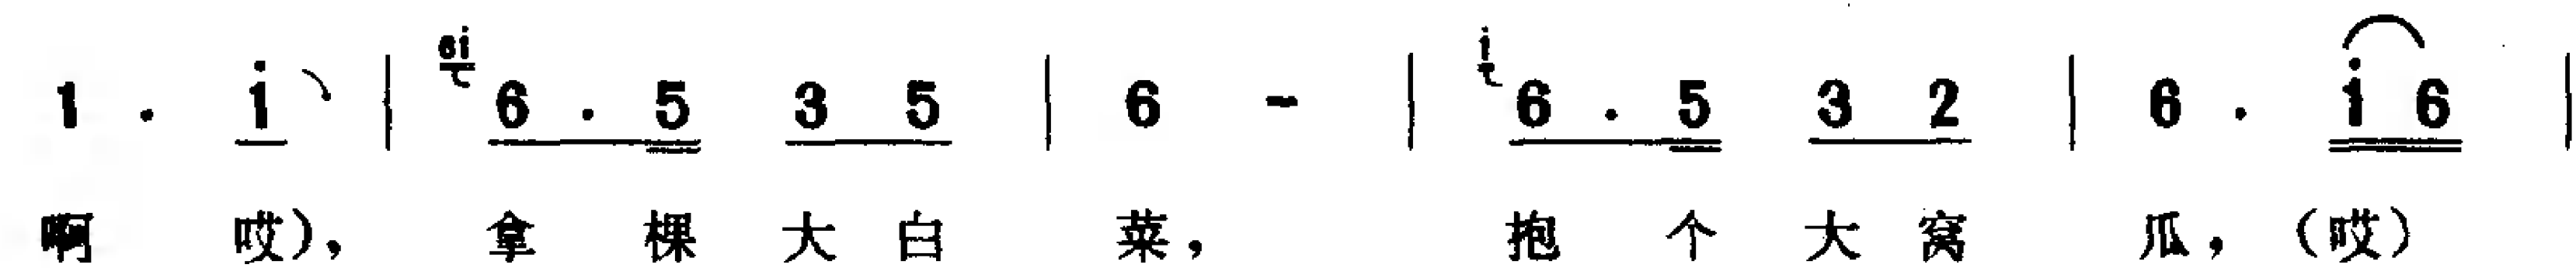 1 · i̇ | 6i̇ 6 · 5 3 5 | 6 - | i̇ 6 · 5 3 2 | 6 · i̇ 6 |
啊 哎), 拿 棵 大 白 菜, 抱 个 大 窝 瓜, (哎)